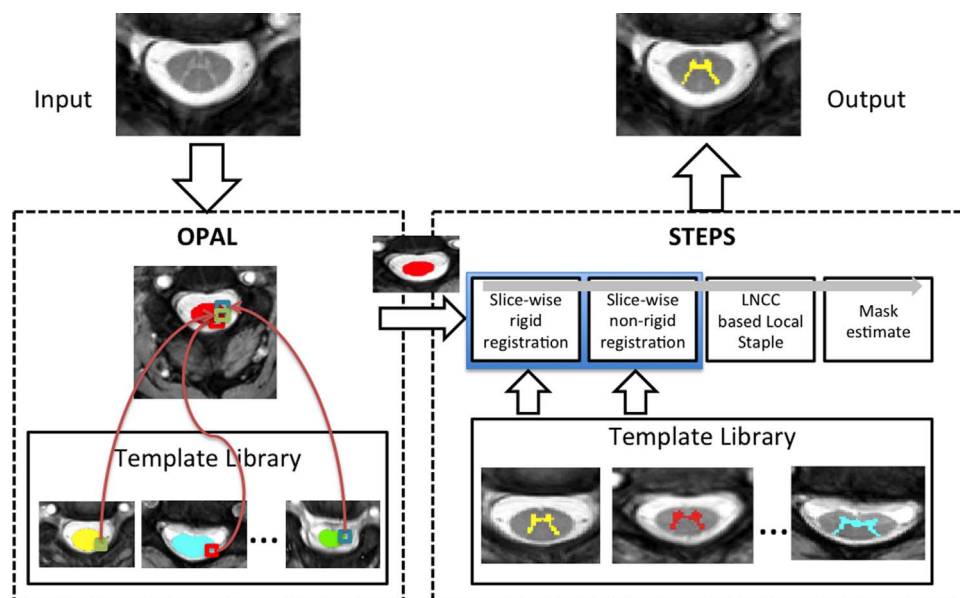 Input
Output
OPAL
Template Library
...
STEPS
Slice-wise
rigid
registration
Slice-wise
non-rigid
registration
LNCC
based Local
Staple
Mask
estimate
Template Library
...